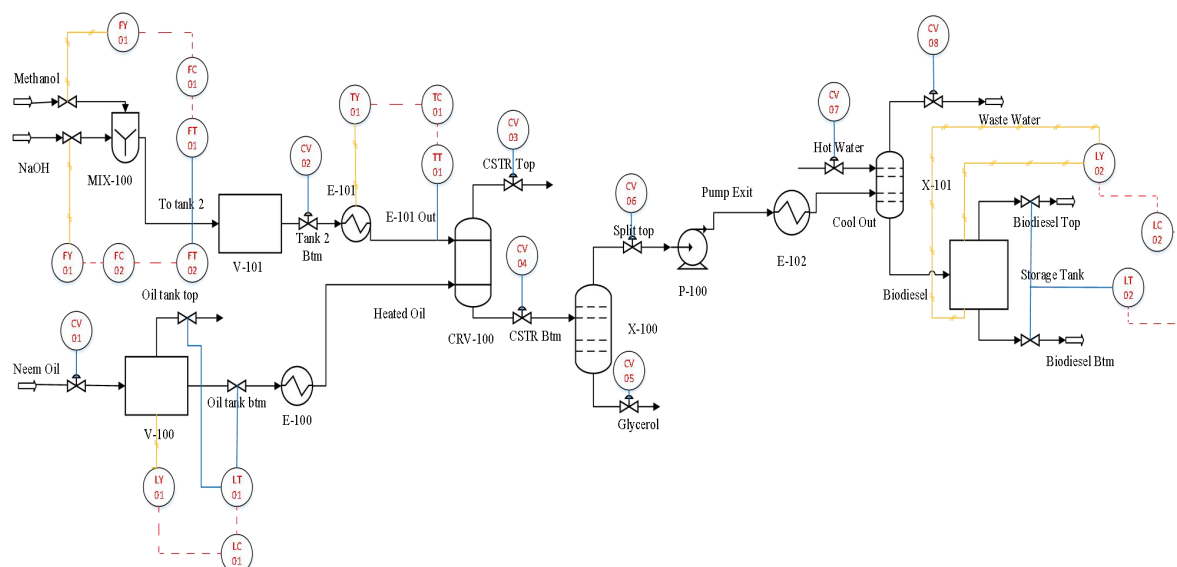 FY
01
CV
08
FC
01
Methanol
TY
01
TC
01
CV
07
CV
03
FT
01
Waste Water
NaOH
CV
02
TT
01
Hot Water
LY
02
CSTR Top
MIX-100
E-101
X-101
CV
06
Pump Exit
To tank 2
E-101 Out
Split top
Cool Out
Biodiesel Top
LC
02
Tank 2
Btm
CV
04
FY
01
FC
02
FT
02
V-101
E-102
P-100
Storage Tank
LT
02
Oil tank top
Biodiesel
Heated Oil
CV
01
CRV-100
CSTR Btm
X-100
Biodiesel Btm
Neem Oil
CV
05
Oil tank btm
E-100
Glycerol
V-100
LY
01
LT
01
LC
01